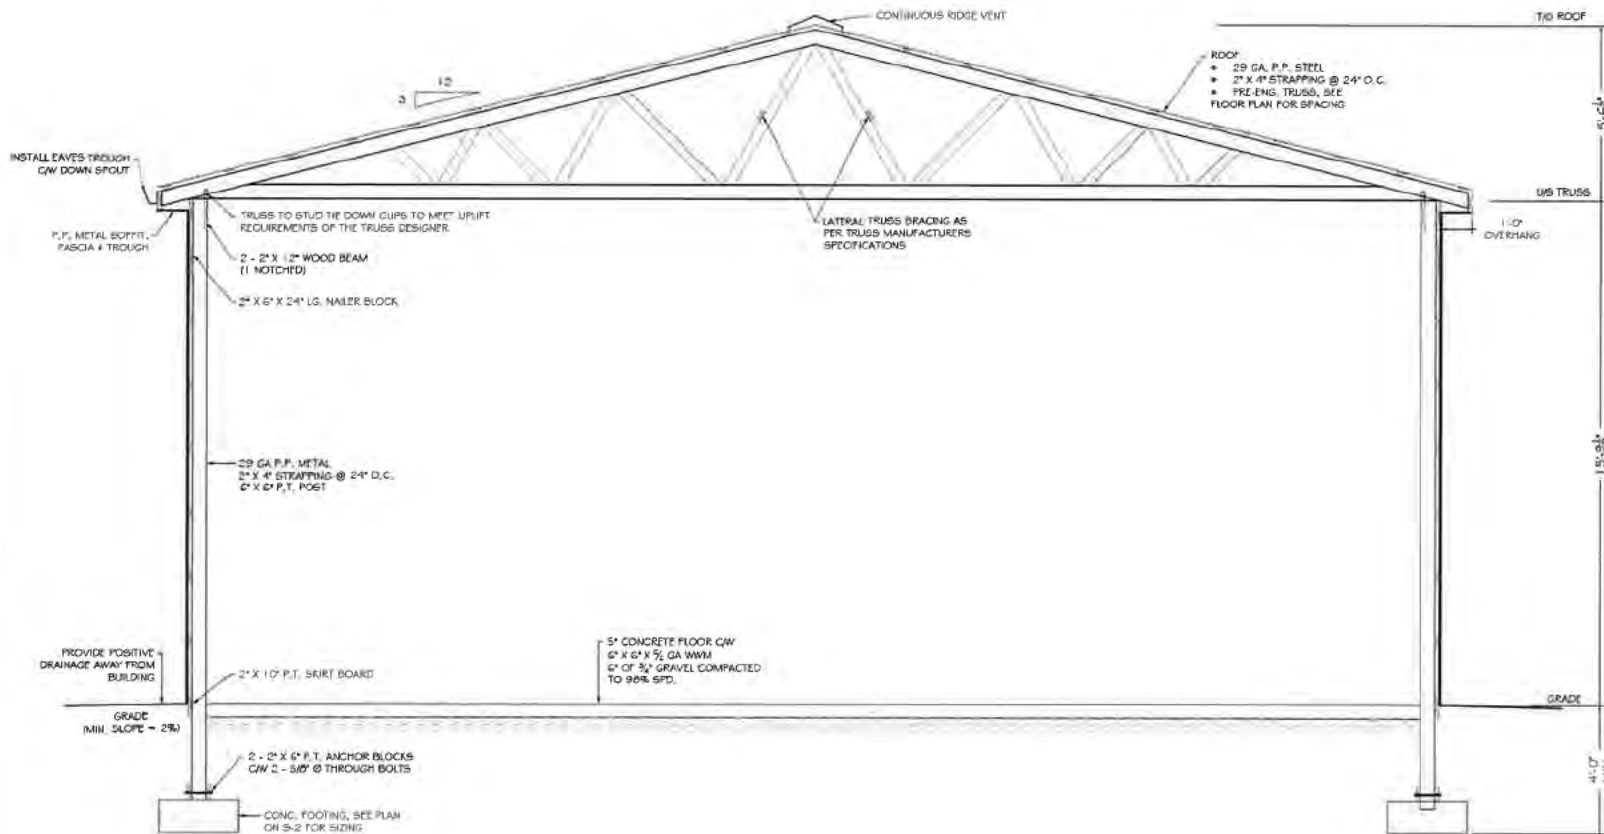 CONTINUOUS RIDGE VENT
T/O ROOF
12
3
ROOF
• 29 GA. P.P. STEEL
• 2" X 4" STRAPPING @ 24" O.C.
• PRE-ENG. TRUSS, SEE
FLOOR PLAN FOR SPACING
INSTALL EAVES TROUGH
C/W DOWN SPOUT
U/S TRUSS
TRUSS TO STUD TIE DOWN CLIPS TO MEET UPLIFT
REQUIREMENTS OF THE TRUSS DESIGNER
LATERAL TRUSS BRACING AS
PER TRUSS MANUFACTURERS
SPECIFICATIONS
1'-0"
OVERHANG
P.P. METAL SOFFIT,
FASCIA & TROUGH
2 - 2" X 12" WOOD BEAM
(1 NOTCHED)
2" X 6" X 24" LG. NAILER BLOCK
29 GA P.P. METAL
2" X 4" STRAPPING @ 24" O.C.
6" X 6" P.T. POST
PROVIDE POSITIVE
DRAINAGE AWAY FROM
BUILDING
2" X 10" P.T. SKIRT BOARD
5" CONCRETE FLOOR C/W
6" X 6" X GA WWM
6" OF 3/4" GRAVEL COMPACTED
TO 98% SPD.
GRADE
GRADE
(MIN. SLOPE = 2%)
2 - 2" X 6" P.T. ANCHOR BLOCKS
C/W 2 - 5/8" Ø THROUGH BOLTS
4'-0"
CONC. FOOTING, SEE PLAN
ON S-2 FOR SIZING